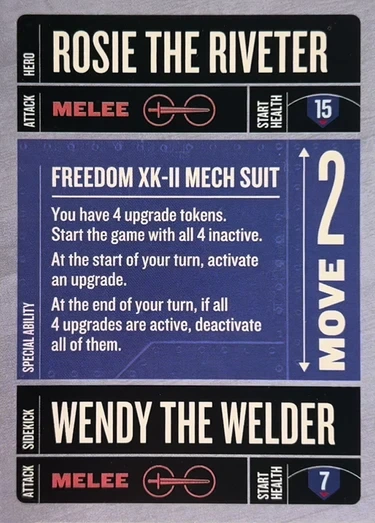 HERO
ROSIE THE RIVETER
ATTACK
MELEE
START HEALTH
15
SPECIAL ABILITY
FREEDOM XK-II MECH SUIT
You have 4 upgrade tokens.
Start the game with all 4 inactive.
At the start of your turn, activate
an upgrade.
At the end of your turn, if all
4 upgrades are active, deactivate
all of them.
MOVE 2
SIDEKICK
WENDY THE WELDER
ATTACK
MELEE
START HEALTH
7